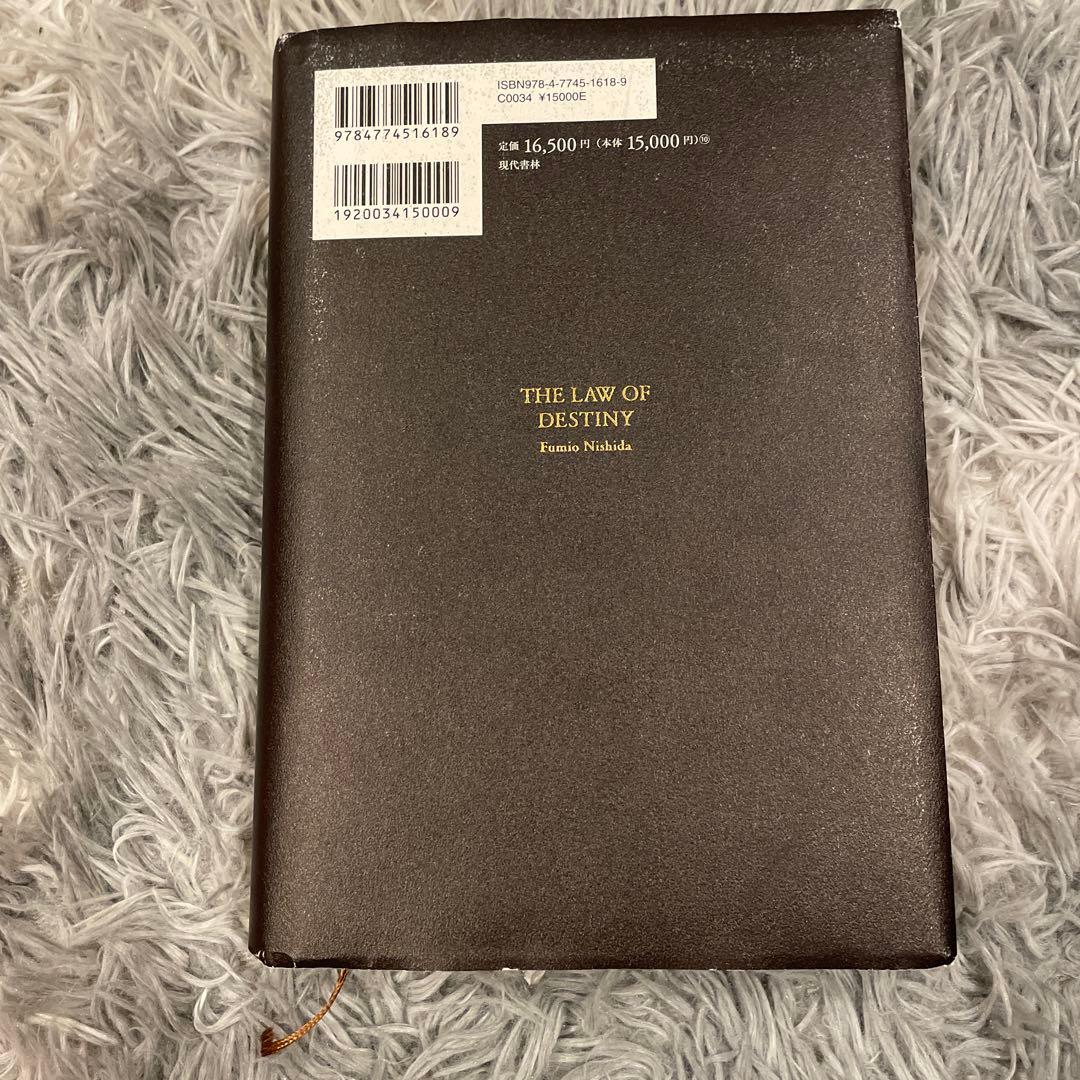 ISBN978-4-7745-1618-9
C0034 ¥15000E
9784774516189
定価 16,500円(本体 15,000円)⑩
現代書林
1920034150009
THE LAW OF
DESTINY
Fumio Nishida